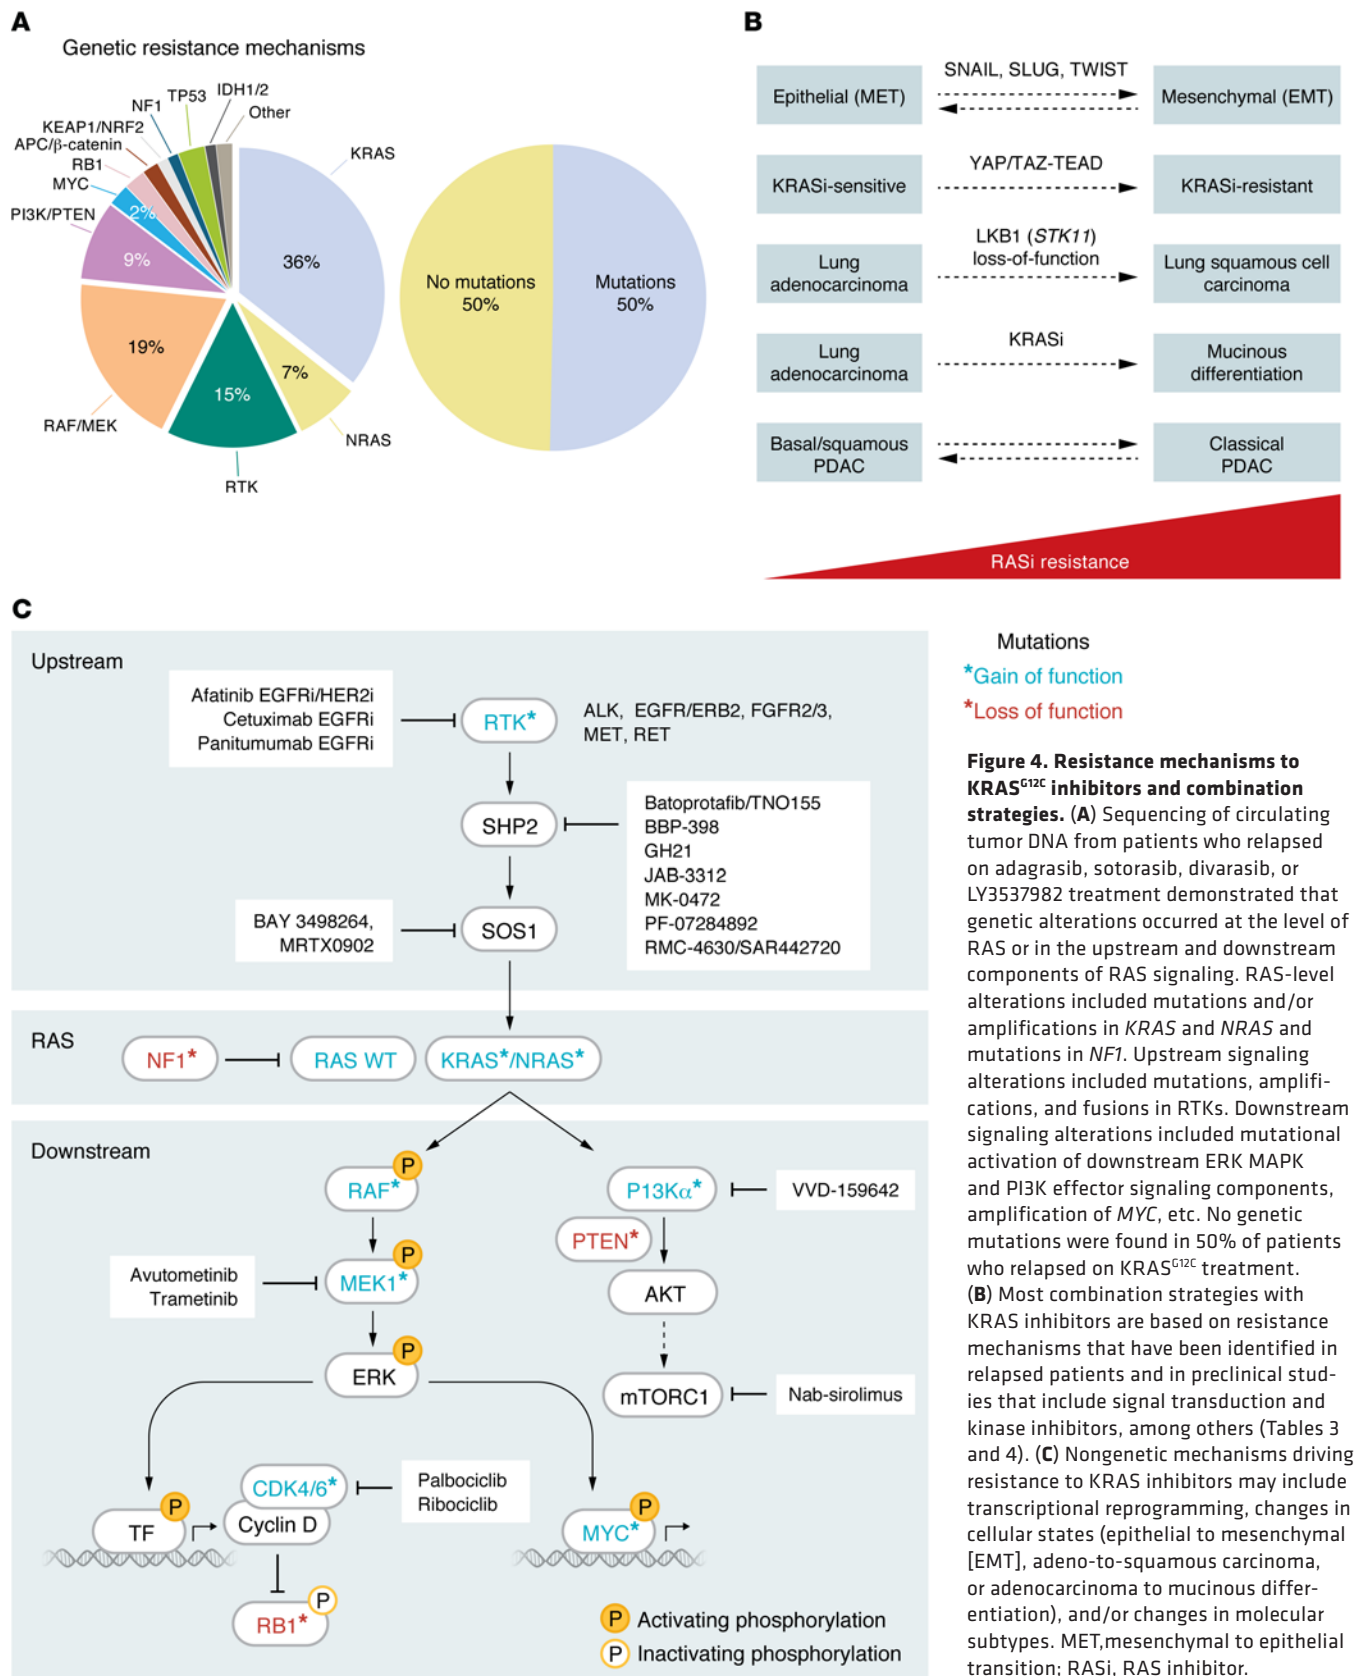 A
Genetic resistance mechanisms
IDH1/2
TP53
NF1
Other
KEAP1/NRF2
APC/β-catenin
RB1
MYC
PI3K/PTEN
KRAS
2%
9%
36%
19%
7%
15%
RAF/MEK
NRAS
RTK
No mutations
50%
Mutations
50%
B
Epithelial (MET)
SNAIL, SLUG, TWIST
Mesenchymal (EMT)
KRASi-sensitive
YAP/TAZ-TEAD
KRASi-resistant
Lung
adenocarcinoma
LKB1 (STK11)
loss-of-function
Lung squamous cell
carcinoma
Lung
adenocarcinoma
KRASi
Mucinous
differentiation
Basal/squamous
PDAC
Classical
PDAC
RASi resistance
C
Upstream
Afatinib EGFRi/HER2i
Cetuximab EGFRi
Panitumumab EGFRi
RTK*
ALK, EGFR/ERB2, FGFR2/3,
MET, RET
SHP2
Batoprotafib/TNO155
BBP-398
GH21
JAB-3312
MK-0472
PF-07284892
RMC-4630/SAR442720
BAY 3498264,
MRTX0902
SOS1
RAS
NF1*
RAS WT
KRAS*/NRAS*
Downstream
P
RAF*
P13Kα*
VVD-159642
PTEN*
P
Avutometinib
Trametinib
MEK1*
AKT
P
ERK
mTORC1
Nab-sirolimus
CDK4/6*
Palbociclib
Ribociclib
P
TF
Cyclin D
P
MYC*
P
RB1*
P Activating phosphorylation
P Inactivating phosphorylation
Mutations
*Gain of function
*Loss of function
Figure 4. Resistance mechanisms to
KRASG12C inhibitors and combination
strategies. (A) Sequencing of circulating
tumor DNA from patients who relapsed
on adagrasib, sotorasib, divarasib, or
LY3537982 treatment demonstrated that
genetic alterations occurred at the level of
RAS or in the upstream and downstream
components of RAS signaling. RAS-level
alterations included mutations and/or
amplifications in KRAS and NRAS and
mutations in NF1. Upstream signaling
alterations included mutations, amplifi-
cations, and fusions in RTKs. Downstream
signaling alterations included mutational
activation of downstream ERK MAPK
and PI3K effector signaling components,
amplification of MYC, etc. No genetic
mutations were found in 50% of patients
who relapsed on KRASG12C treatment.
(B) Most combination strategies with
KRAS inhibitors are based on resistance
mechanisms that have been identified in
relapsed patients and in preclinical stud-
ies that include signal transduction and
kinase inhibitors, among others (Tables 3
and 4). (C) Nongenetic mechanisms driving
resistance to KRAS inhibitors may include
transcriptional reprogramming, changes in
cellular states (epithelial to mesenchymal
[EMT], adeno-to-squamous carcinoma,
or adenocarcinoma to mucinous differ-
entiation), and/or changes in molecular
subtypes. MET,mesenchymal to epithelial
transition; RASi, RAS inhibitor.